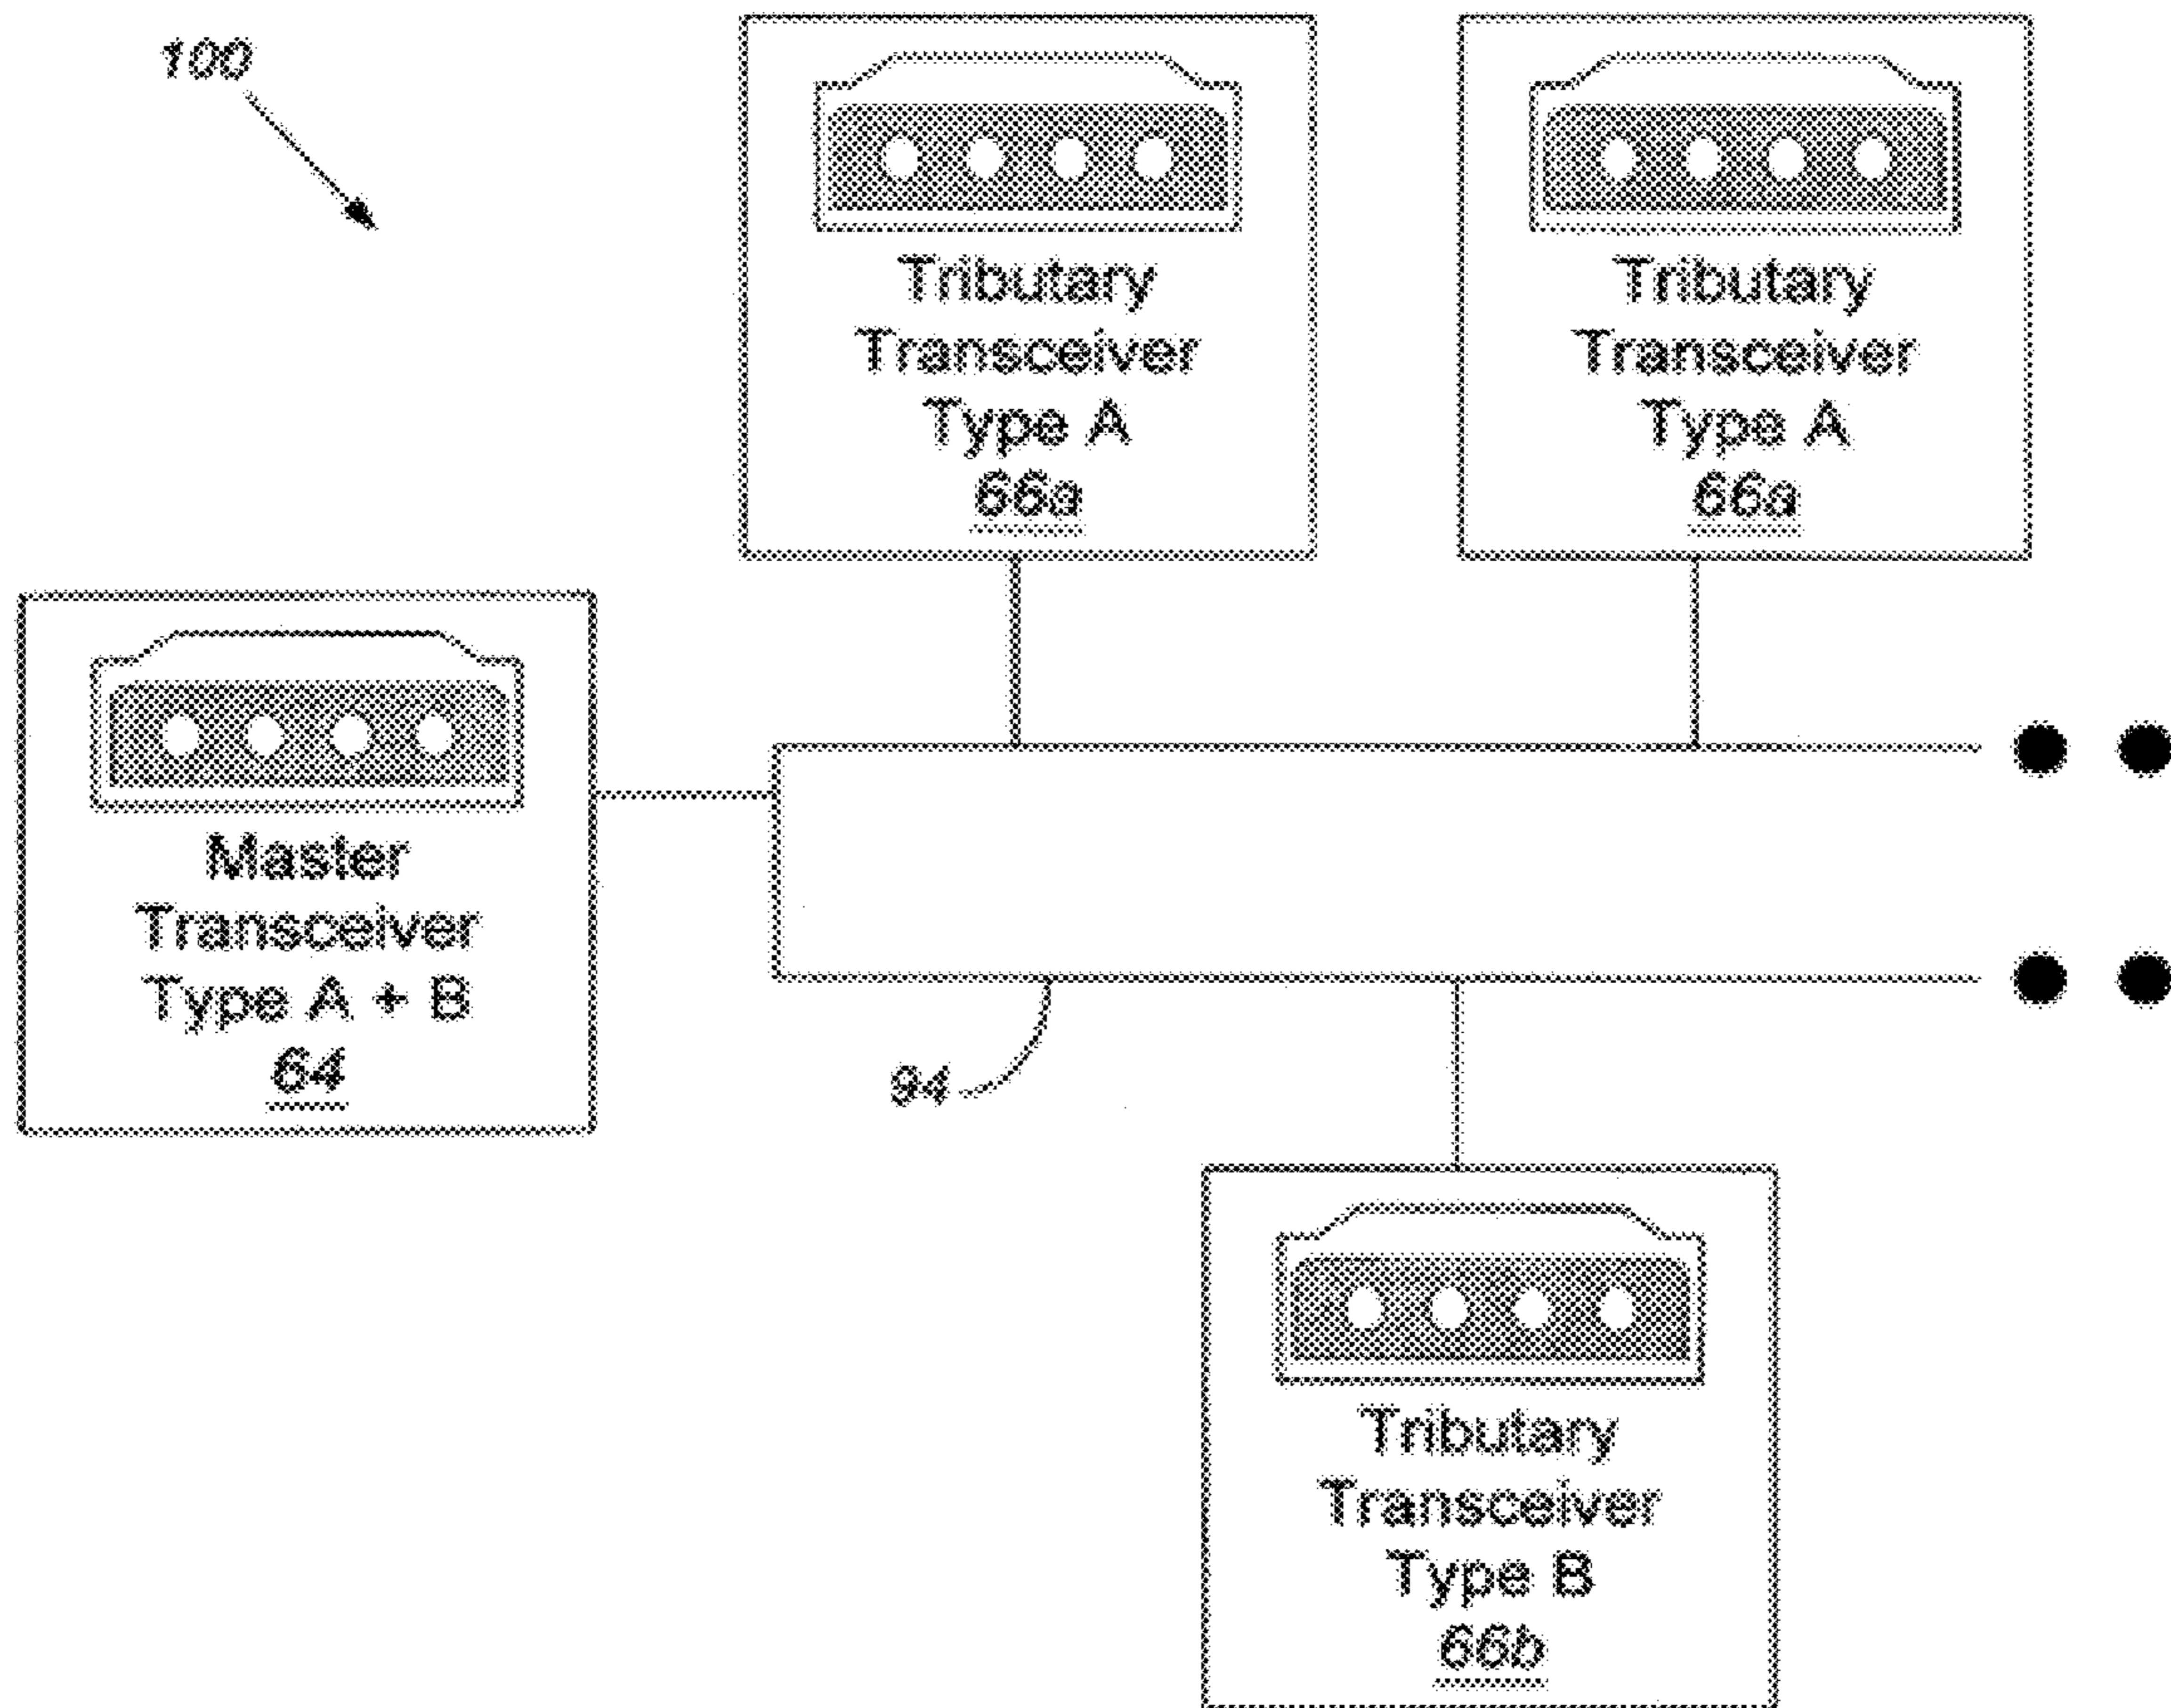 100
Tributary
Transceiver
Type A
66a
Tributary
Transceiver
Type A
66a
Master
Transceiver
Type A + B
64
94
Tributary
Transceiver
Type B
66b